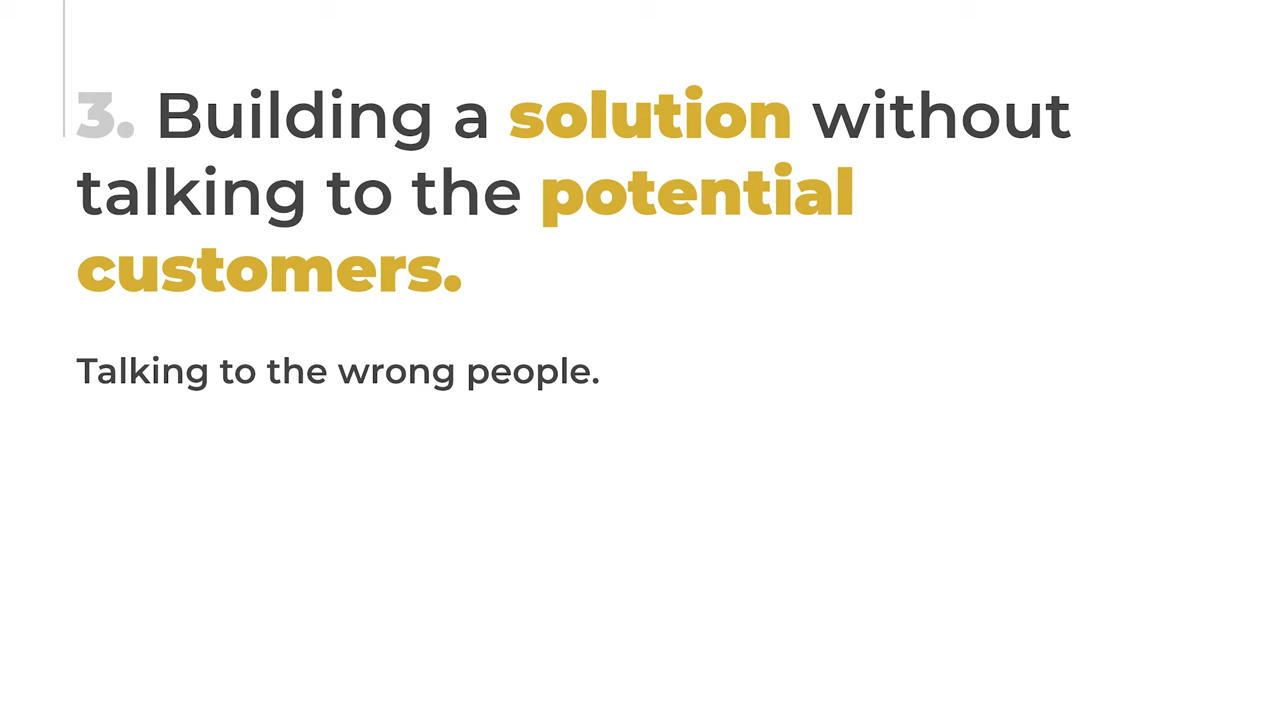 3. Building a solution without
talking to the potential
customers.
Talking to the wrong people.